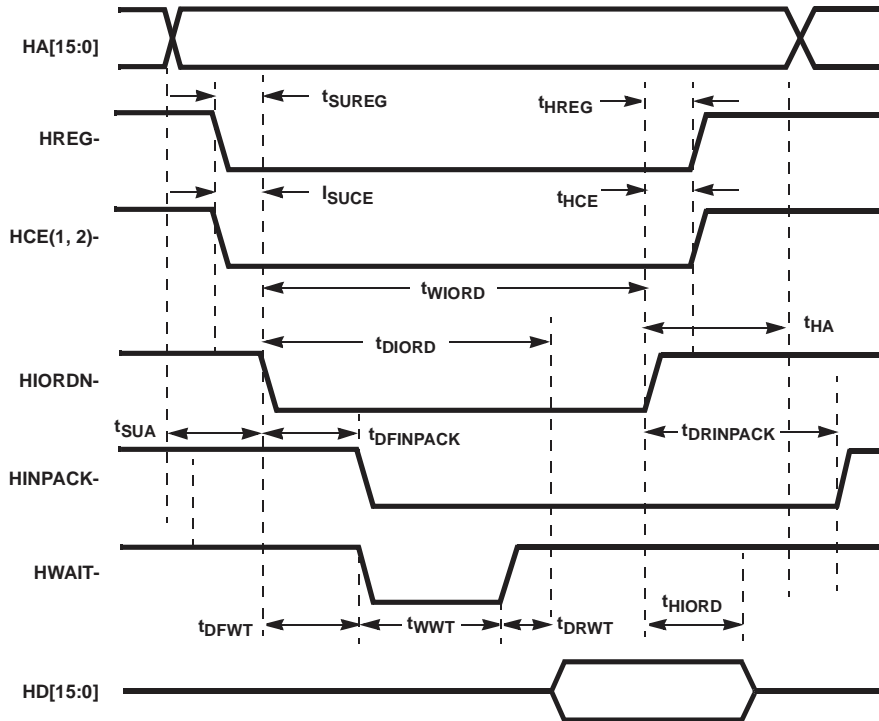 HA[15:0]
tSUREG
tHREG
HREG-
ISUCE
tHCE
HCE(1, 2)-
tWIORD
tHA
tDIORD
HIORDN-
tSUA
tDFINPACK
tDRINPACK
HINPACK-
HWAIT-
tHIORD
tDFWT
tWWT
tDRWT
HD[15:0]